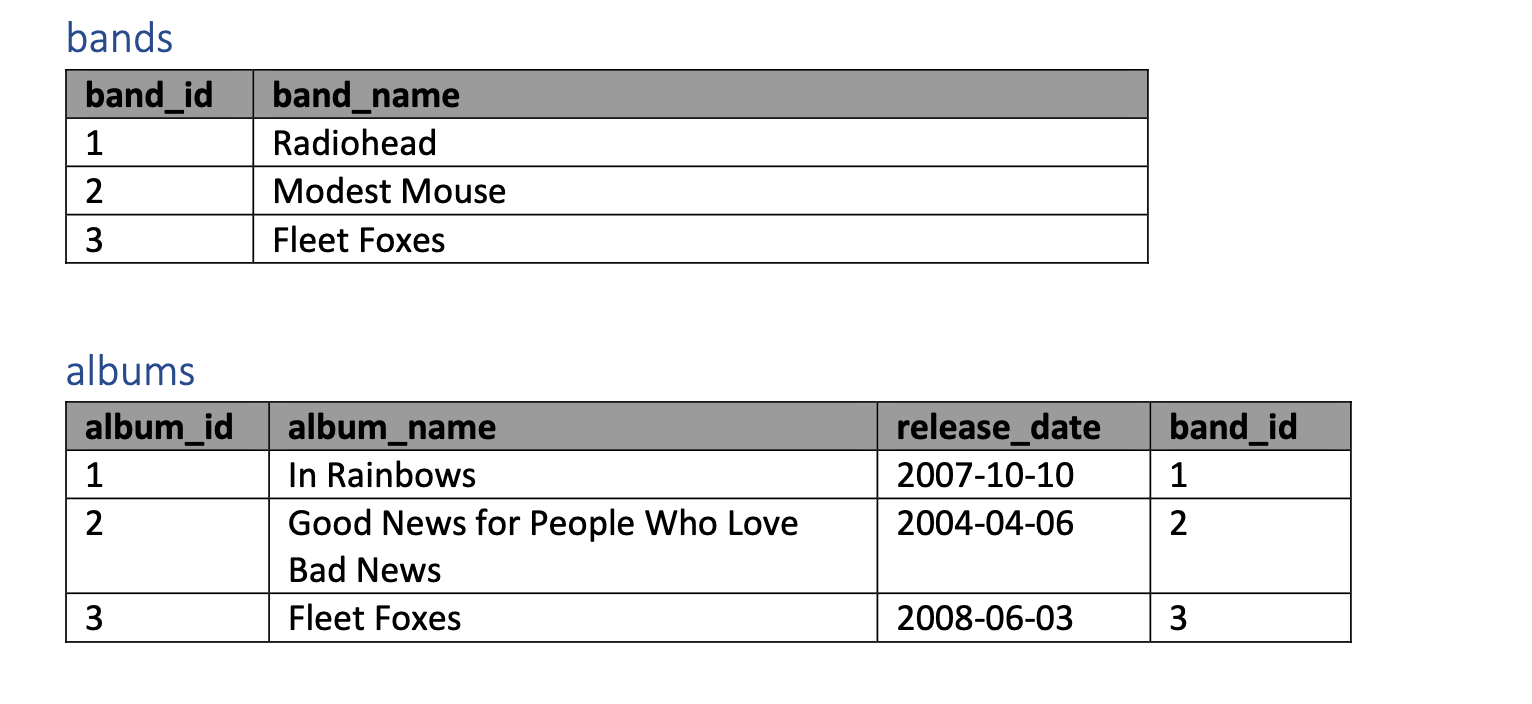 bands
band_id band_name
1 Radiohead
2 Modest Mouse
3 Fleet Foxes
albums
album_id album_name release_date band_id
1 In Rainbows 2007-10-10 1
2 Good News for People Who Love 2004-04-06 2
Bad News
3 Fleet Foxes 2008-06-03 3